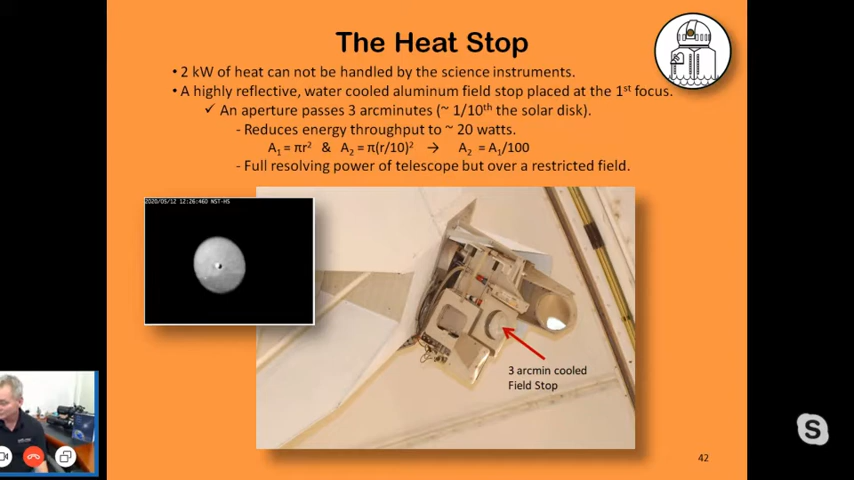 The Heat Stop
• 2 kW of heat can not be handled by the science instruments.
• A highly reflective, water cooled aluminum field stop placed at the 1st focus.
✓ An aperture passes 3 arcminutes (~ 1/10th the solar disk).
- Reduces energy throughput to ~ 20 watts.
A1 = πr² & A2 = π(r/10)² → A2 = A1/100
- Full resolving power of telescope but over a restricted field.
2020/05/12 12:26:460 NST-HS
3 arcmin cooled
Field Stop
42
S